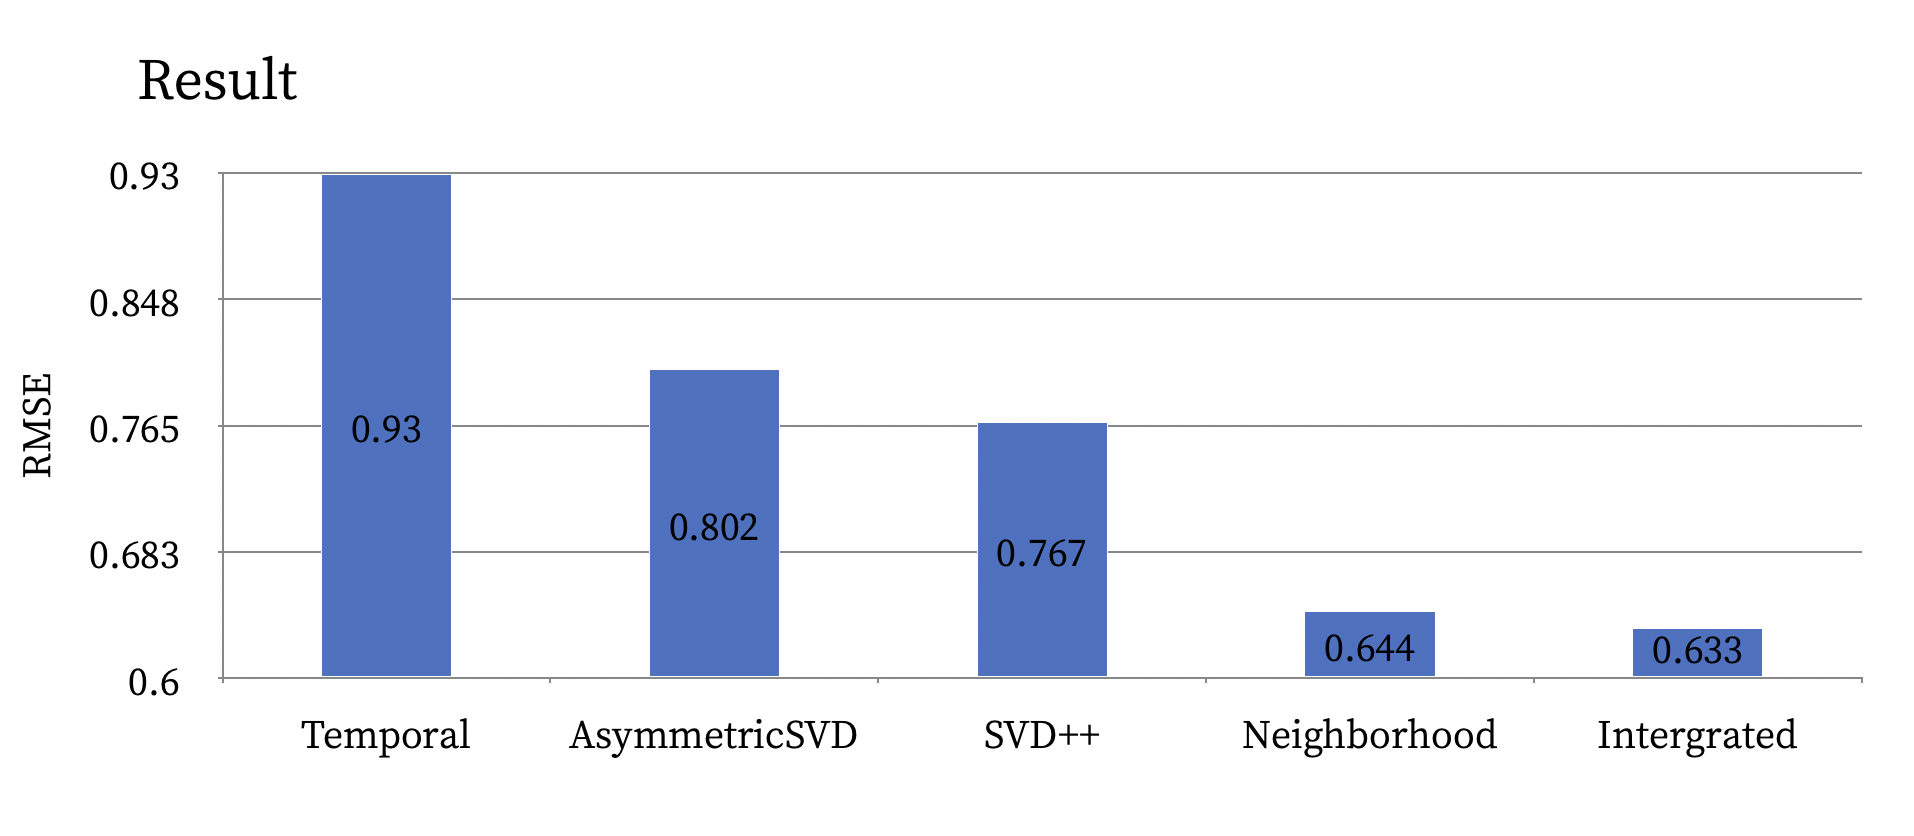 Result
0.93
0.848
0.765
0.683
0.6
RMSE
0.93
0.802
0.767
0.644
0.633
Temporal
AsymmetricSVD
SVD++
Neighborhood
Intergrated